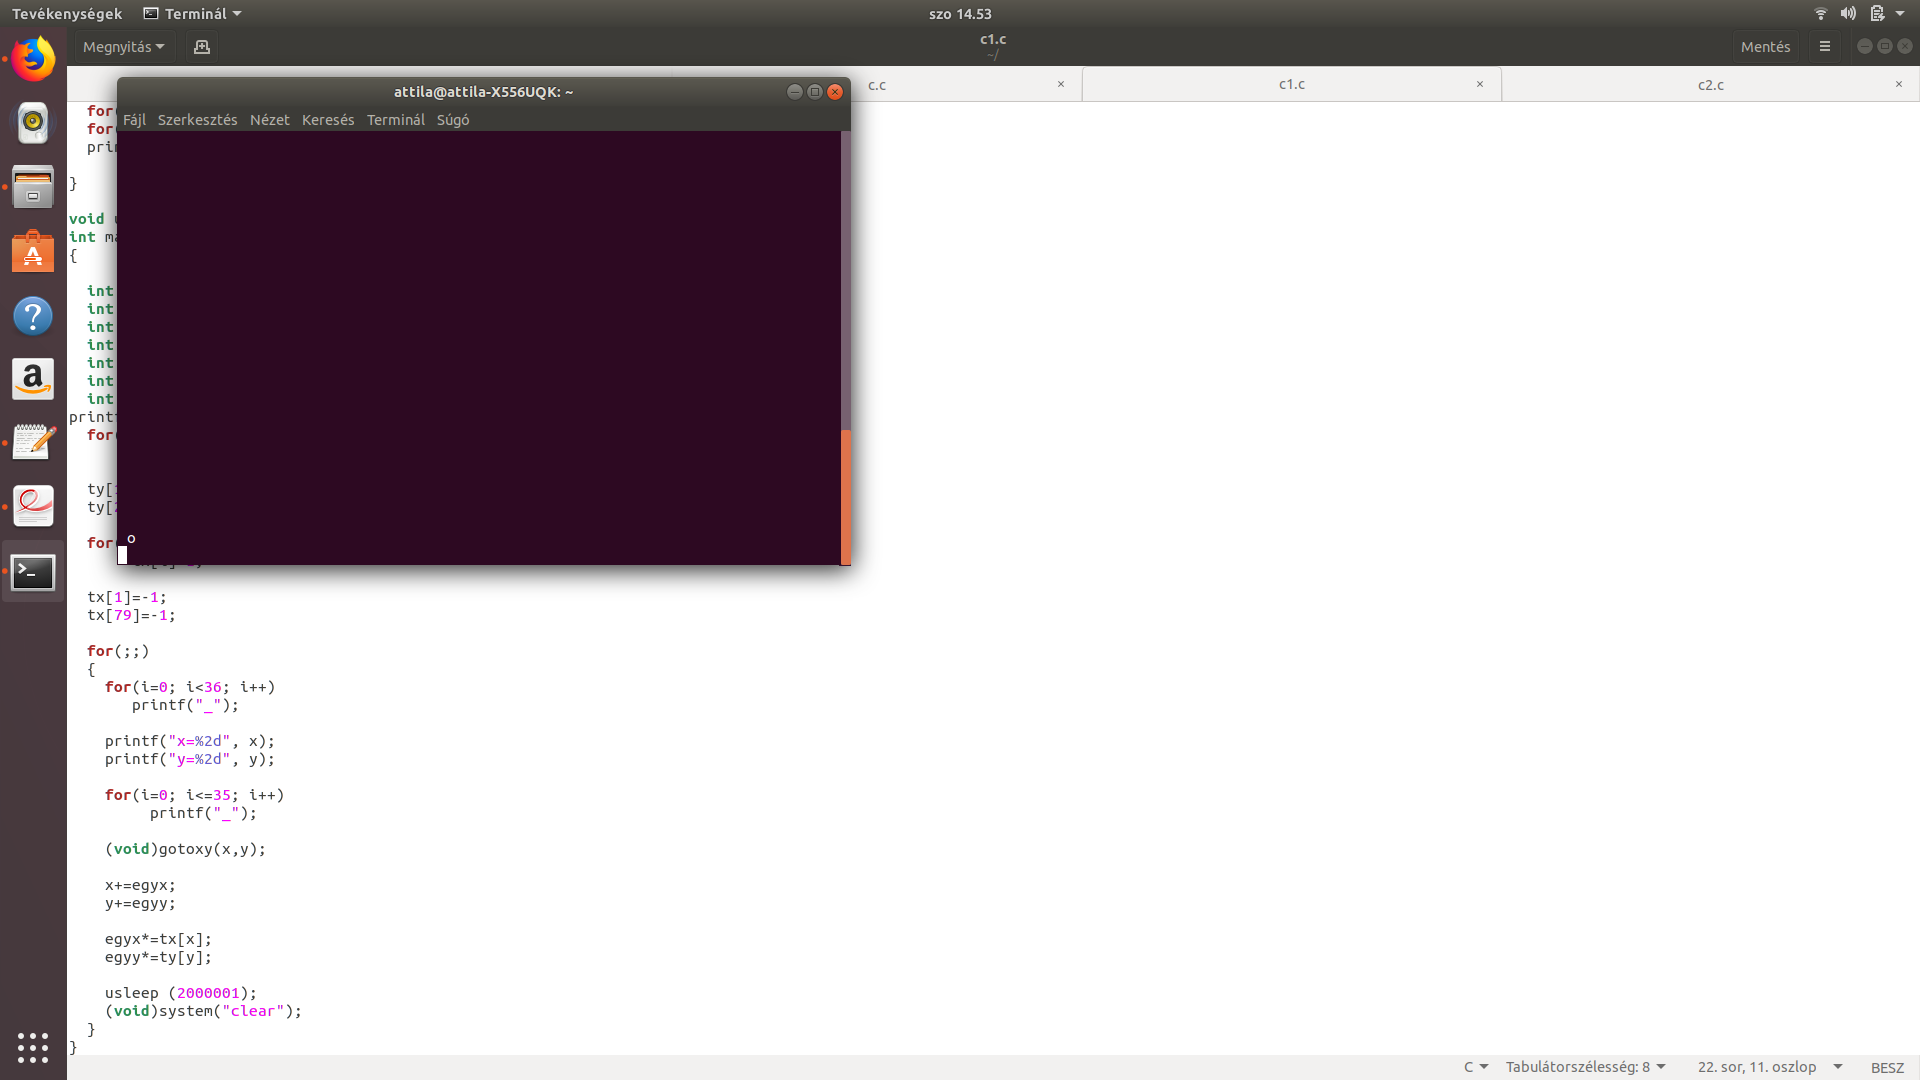 Tevékenységek Terminál szo 14.53
Megnyitás c1.c Mentés
~/
c.c × c1.c × c2.c ×
attila@attila-X556UQK: ~
Fájl Szerkesztés Nézet Keresés Terminál Súgó
o
for
for
}
void
int
{
int
int
int
int
int
int
int
for
ty[
ty[
for
tx[1]=-1;
tx[79]=-1;
for(;;)
{
for(i=0; i<36; i++)
printf("_");
printf("x=%2d", x);
printf("y=%2d", y);
for(i=0; i<=35; i++)
printf("_");
(void)gotoxy(x,y);
x+=egyx;
y+=egyy;
egyx*=tx[x];
egyy*=ty[y];
usleep (2000001);
(void)system("clear");
}
}
C Tabulátorszélesség: 8 22. sor, 11. oszlop BESZ